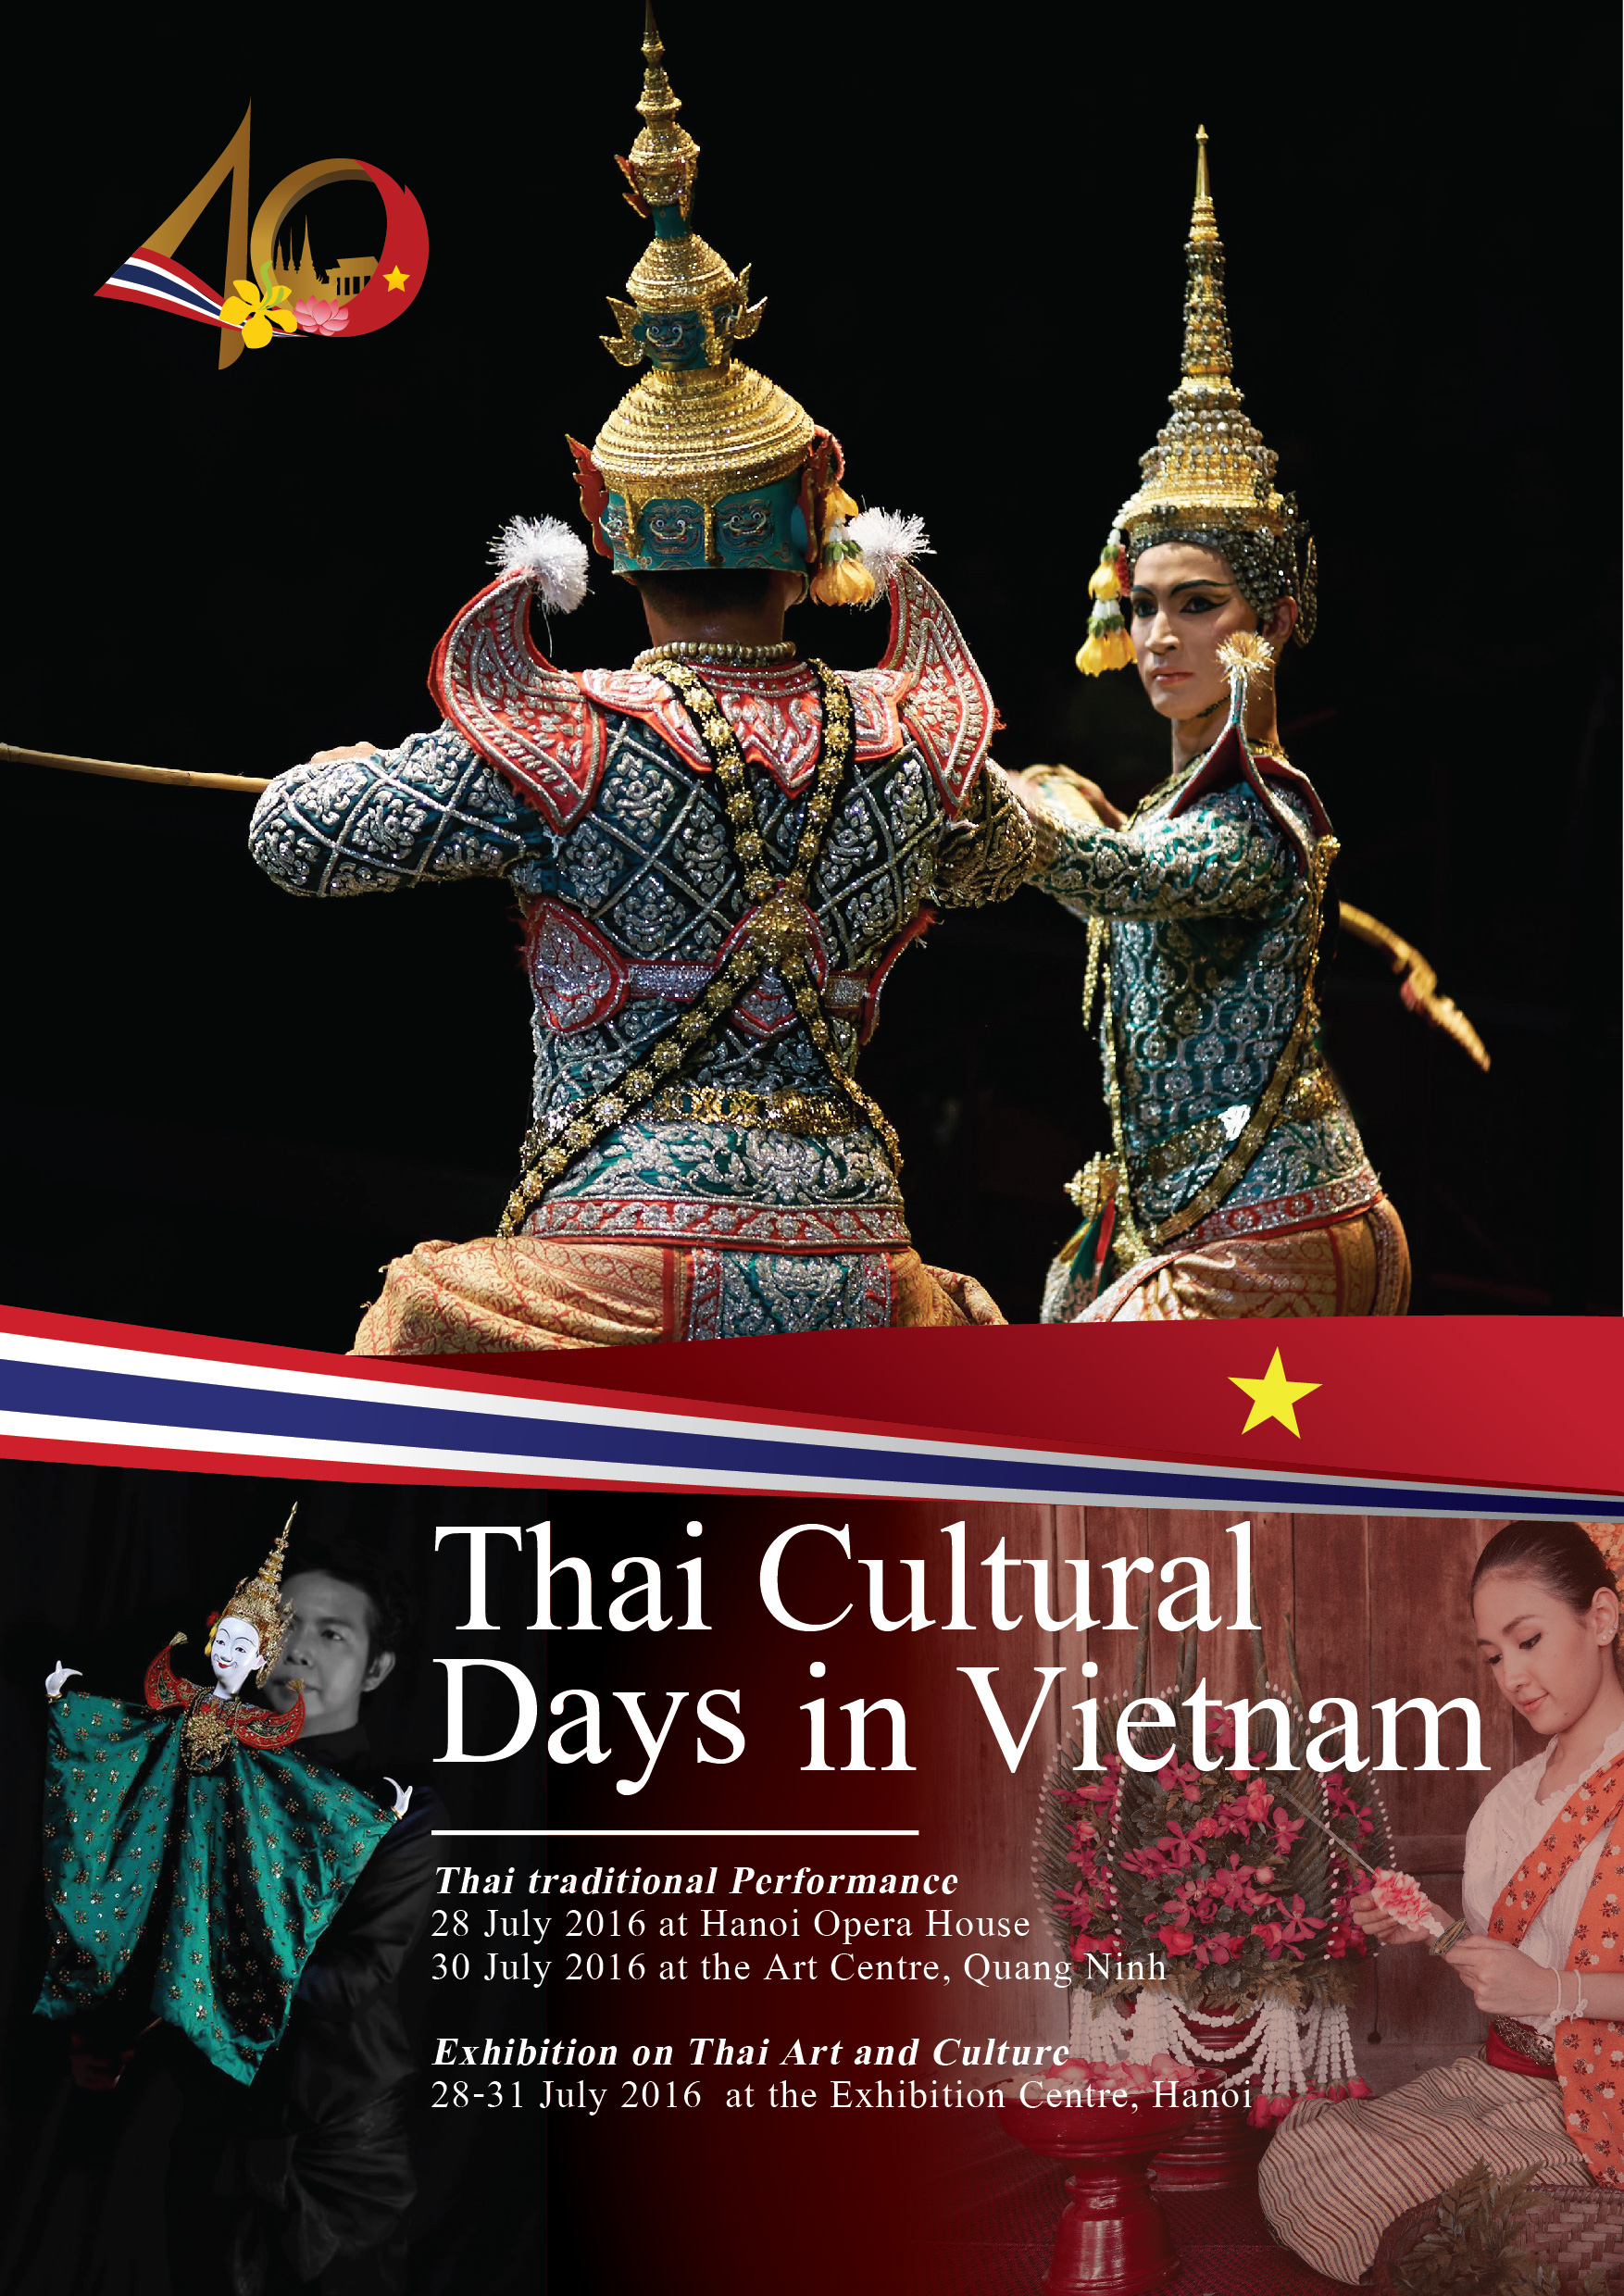 40
Thai Cultural
Days in Vietnam
Thai traditional Performance
28 July 2016 at Hanoi Opera House
30 July 2016 at the Art Centre, Quang Ninh
Exhibition on Thai Art and Culture
28-31 July 2016 at the Exhibition Centre, Hanoi